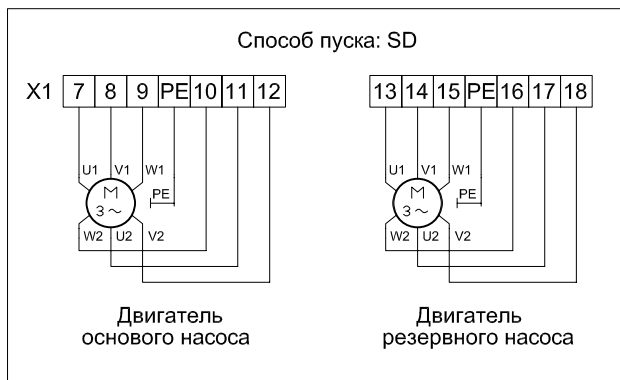 Способ пуска: SD
X1 7 8 9 PE 10 11 12
13 14 15 PE 16 17 18
U1 V1 W1
U1 V1 W1
M
3 ~
PE
M
3 ~
PE
W2 U2 V2
W2 U2 V2
Двигатель
основого насоса
Двигатель
резервного насоса